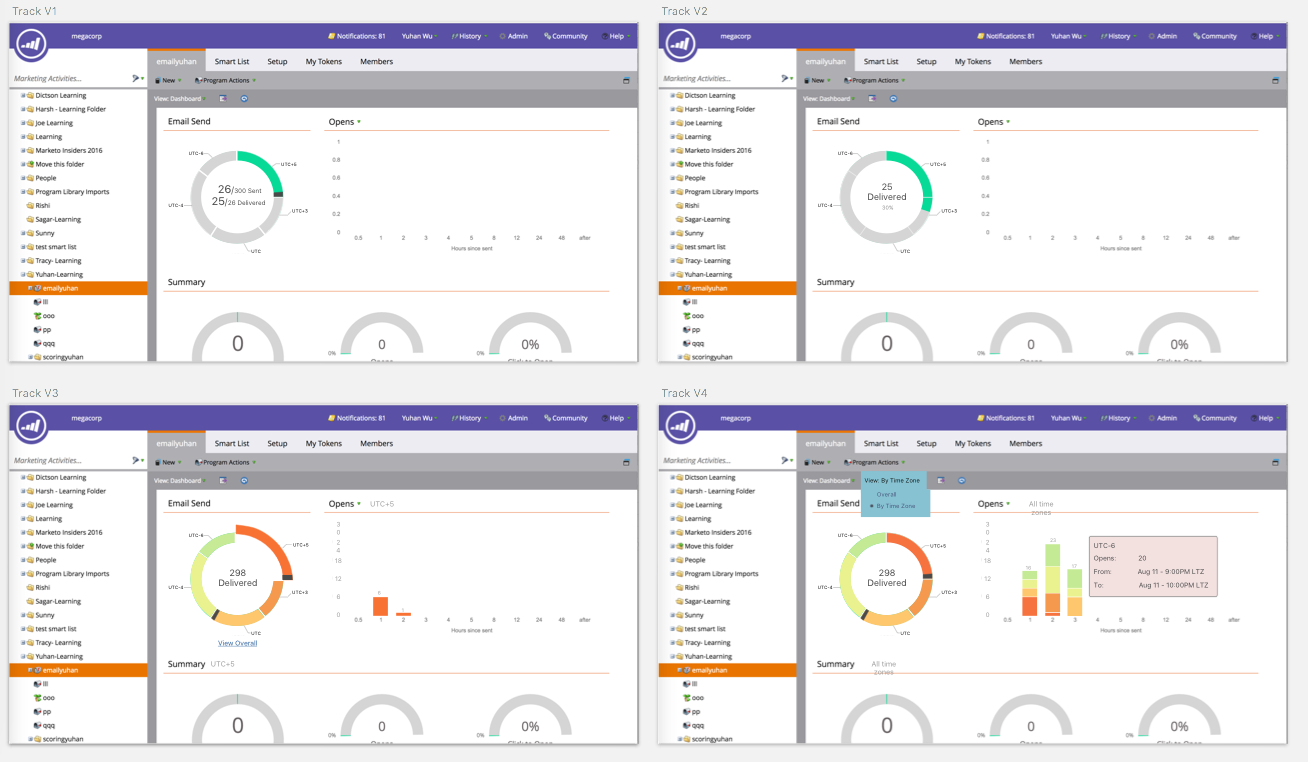 Track V1
megacorp
Notifications: 81 Yuhan Wu History Admin Community Help
emailyuhan Smart List Setup My Tokens Members
Marketing Activities...
New Program Actions
View: Dashboard
Dictson Learning
Harsh - Learning Folder
Joe Learning
Learning
Marketo Insiders 2016
Move this folder
People
Program Library Imports
Rishi
Sagar-Learning
Sunny
test smart list
Tracy- Learning
Yuhan-Learning
emailyuhan
lll
ooo
pp
qqq
scoringyuhan
Email Send
UTC-6
UTC+5
UTC-4
UTC+3
UTC
26/300 Sent
25/26 Delivered
Opens
1
0.8
0.6
0.4
0.2
0
0.5 1 2 3 4 5 8 12 24 48 after
Hours since sent
Summary
0
0% 0
0% 0%
Opens
Click to Open
Track V2
megacorp
Notifications: 81 Yuhan Wu History Admin Community Help
emailyuhan Smart List Setup My Tokens Members
Marketing Activities...
New Program Actions
View: Dashboard
Dictson Learning
Harsh - Learning Folder
Joe Learning
Learning
Marketo Insiders 2016
Move this folder
People
Program Library Imports
Rishi
Sagar-Learning
Sunny
test smart list
Tracy- Learning
Yuhan-Learning
emailyuhan
lll
ooo
pp
qqq
scoringyuhan
Email Send
UTC-6
UTC+5
UTC-4
UTC+3
UTC
25
Delivered
30%
Opens
1
0.8
0.6
0.4
0.2
0
0.5 1 2 3 4 5 8 12 24 48 after
Hours since sent
Summary
0
0% 0
0% 0%
Opens
Click to Open
Track V3
megacorp
Notifications: 81 Yuhan Wu History Admin Community Help
emailyuhan Smart List Setup My Tokens Members
Marketing Activities...
New Program Actions
View: Dashboard
Dictson Learning
Harsh - Learning Folder
Joe Learning
Learning
Marketo Insiders 2016
Move this folder
People
Program Library Imports
Rishi
Sagar-Learning
Sunny
test smart list
Tracy- Learning
Yuhan-Learning
emailyuhan
lll
ooo
pp
qqq
scoringyuhan
Email Send
UTC-6
UTC+5
UTC-4
UTC+3
UTC
298
Delivered
View Overall
Opens UTC+5
3
0
2
4
18
12
6
0
0.5 1 2 3 4 5 8 12 24 48 after
Hours since sent
Summary UTC+5
0
0% 0
0% 0%
Opens
Click to Open
Track V4
megacorp
Notifications: 81 Yuhan Wu History Admin Community Help
emailyuhan Smart List Setup My Tokens Members
Marketing Activities...
New Program Actions
View: Dashboard
View: By Time Zone
Overall
By Time Zone
Dictson Learning
Harsh - Learning Folder
Joe Learning
Learning
Marketo Insiders 2016
Move this folder
People
Program Library Imports
Rishi
Sagar-Learning
Sunny
test smart list
Tracy- Learning
Yuhan-Learning
emailyuhan
lll
ooo
pp
qqq
scoringyuhan
Email Send
UTC-6
UTC+5
UTC-4
UTC+3
UTC
298
Delivered
Opens All time
zones
3
0
2
4
18
12
6
0
23
17
UTC-6
Opens: 20
From: Aug 11 - 9:00PM LTZ
To: Aug 11 - 10:00PM LTZ
0.5 1 2 3 4 5 8 12 24 48 after
Hours since sent
Summary All time
zones
0
0% 0
0% 0%
Opens
Click to Open